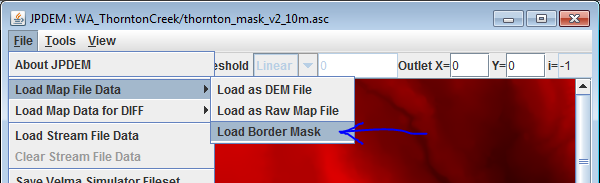 JPDEM : WA_ThorntonCreek/thornton_mask_v2_10m.asc
File Tools View
About JPDEM
eshold Linear 0 Outlet X= 0 Y= 0 i= -1
Load Map File Data
Load as DEM File
Load Map Data for DIFF
Load as Raw Map File
Load Border Mask
Load Stream File Data
Clear Stream File Data
Save Velma Simulator Fileset